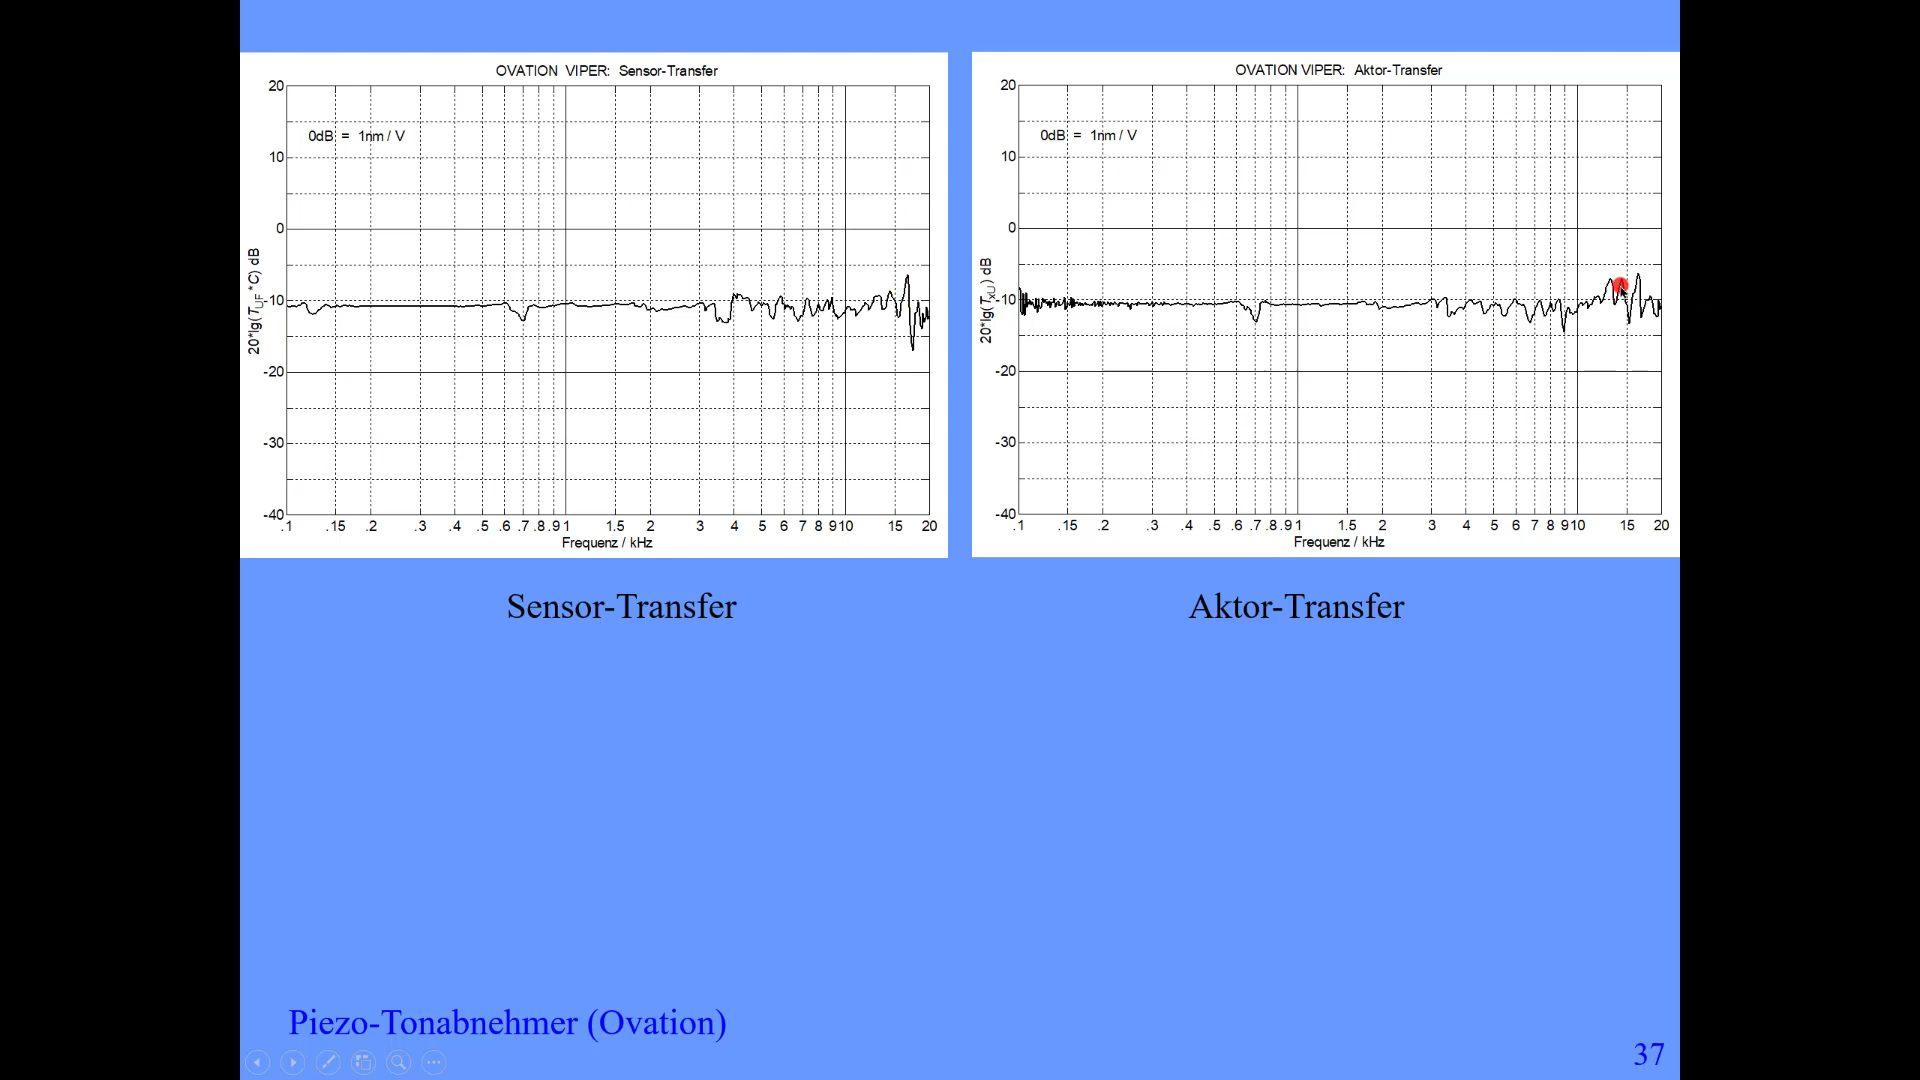 OVATION VIPER: Sensor-Transfer
20
0dB = 1nm / V
10
0
-10
-20
-30
-40
20*lg(T_UF * C) dB
.1 .15 .2 .3 .4 .5 .6 .7 .8 .9 1 1.5 2 3 4 5 6 7 8 9 10 15 20
Frequenz / kHz
OVATION VIPER: Aktor-Transfer
20
0dB = 1nm / V
10
0
-10
-20
-30
-40
20*lg(T_xU) dB
.1 .15 .2 .3 .4 .5 .6 .7 .8 .9 1 1.5 2 3 4 5 6 7 8 9 10 15 20
Frequenz / kHz
Sensor-Transfer
Aktor-Transfer
Piezo-Tonabnehmer (Ovation)
37